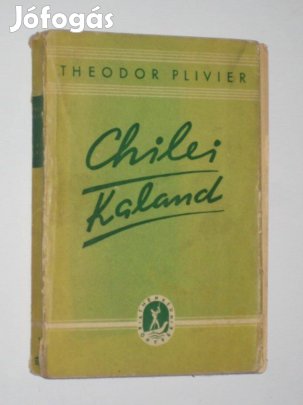 Jófogás
THEODOR PLIVIER
Chilei
Kaland